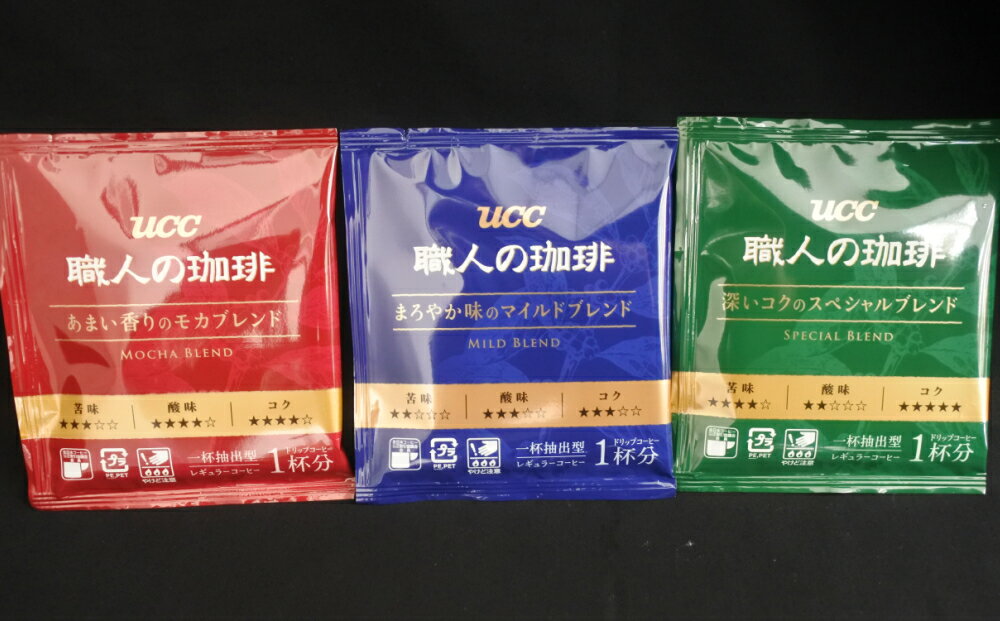 ucc
職人の珈琲
あまい香りのモカブレンド
MOCHA BLEND
苦味 酸味 コク
★★★☆☆ ★★★★☆ ★★★★☆
プラ
PE,PET
やけど注意
一杯抽出型
レギュラーコーヒー
ドリップコーヒー
1杯分
ucc
職人の珈琲
まろやか味のマイルドブレンド
MILD BLEND
苦味 酸味 コク
★★☆☆☆ ★★★☆☆ ★★★☆☆
プラ
PE,PET
やけど注意
一杯抽出型
レギュラーコーヒー
ドリップコーヒー
1杯分
ucc
職人の珈琲
深いコクのスペシャルブレンド
SPECIAL BLEND
苦味 酸味 コク
★★★★☆ ★★☆☆☆ ★★★★★
プラ
PE,PET
やけど注意
一杯抽出型
レギュラーコーヒー
ドリップコーヒー
1杯分